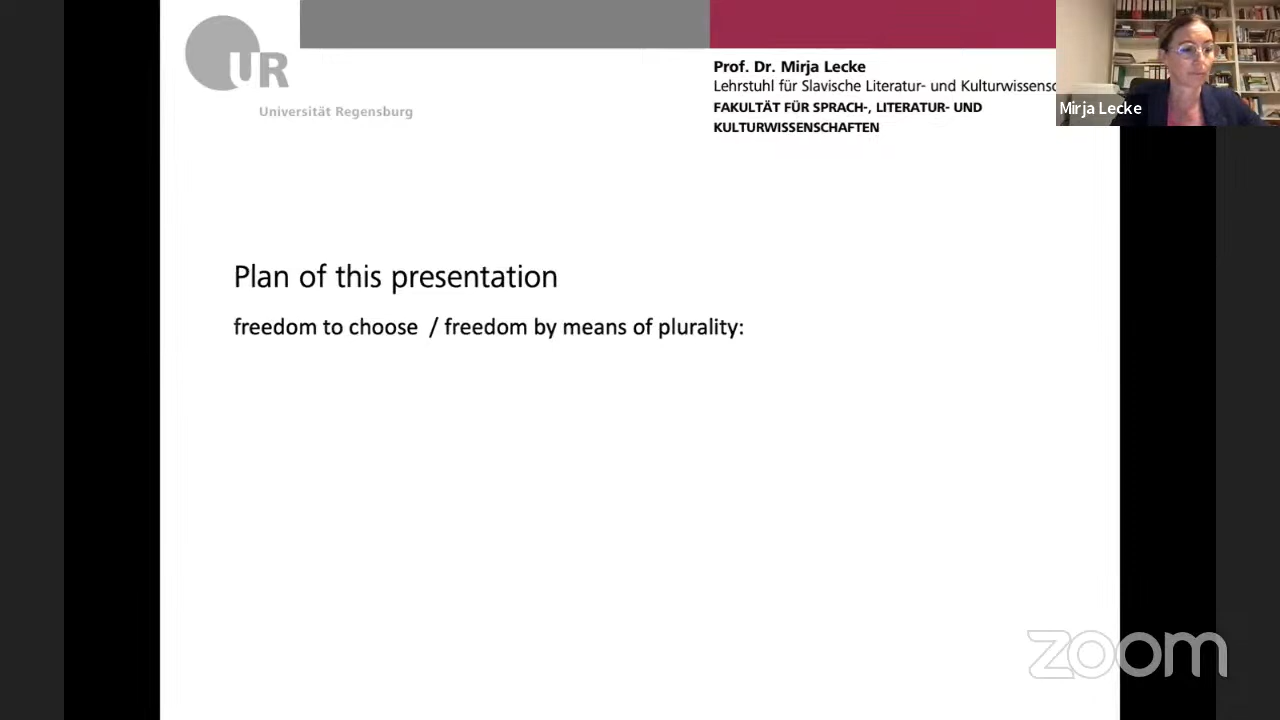 UR
Universität Regensburg
Prof. Dr. Mirja Lecke
Lehrstuhl für Slavische Literatur- und Kulturwissensc
FAKULTÄT FÜR SPRACH-, LITERATUR- UND
KULTURWISSENSCHAFTEN
Mirja Lecke
Plan of this presentation
freedom to choose / freedom by means of plurality:
zoom